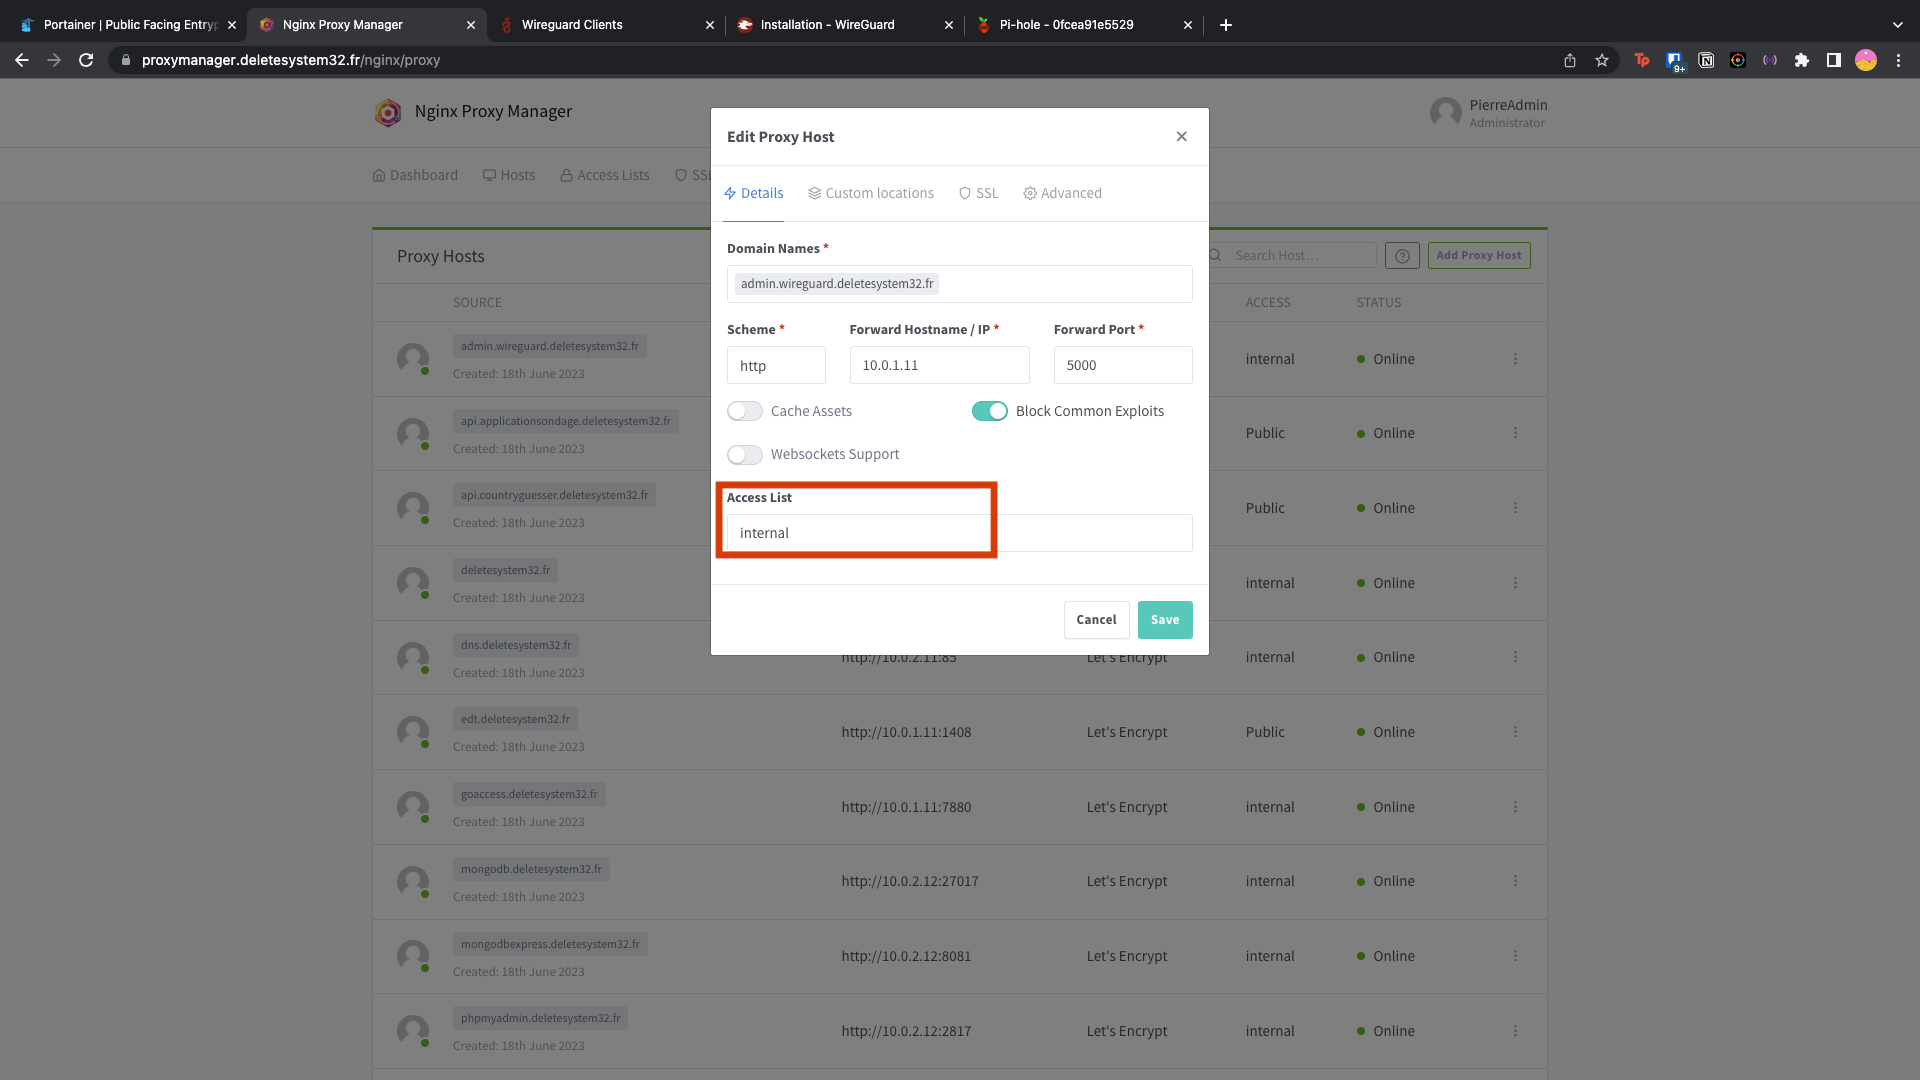 Portainer | Public Facing Entryp
Nginx Proxy Manager
Wireguard Clients
Installation - WireGuard
Pi-hole - 0fcea91e5529
proxymanager.deletesystem32.fr/nginx/proxy
9+
Nginx Proxy Manager
PierreAdmin
Administrator
Dashboard
Hosts
Access Lists
SSL
Proxy Hosts
Search Host…
Add Proxy Host
SOURCE
ACCESS
STATUS
admin.wireguard.deletesystem32.fr
Created: 18th June 2023
internal
Online
api.applicationsondage.deletesystem32.fr
Created: 18th June 2023
Public
Online
api.countryguesser.deletesystem32.fr
Created: 18th June 2023
Public
Online
deletesystem32.fr
Created: 18th June 2023
internal
Online
dns.deletesystem32.fr
Created: 18th June 2023
http://10.0.2.11:85
Let's Encrypt
internal
Online
edt.deletesystem32.fr
Created: 18th June 2023
http://10.0.1.11:1408
Let's Encrypt
Public
Online
goaccess.deletesystem32.fr
Created: 18th June 2023
http://10.0.1.11:7880
Let's Encrypt
internal
Online
mongodb.deletesystem32.fr
Created: 18th June 2023
http://10.0.2.12:27017
Let's Encrypt
internal
Online
mongodbexpress.deletesystem32.fr
Created: 18th June 2023
http://10.0.2.12:8081
Let's Encrypt
internal
Online
phpmyadmin.deletesystem32.fr
Created: 18th June 2023
http://10.0.2.12:2817
Let's Encrypt
internal
Online
Edit Proxy Host
Details
Custom locations
SSL
Advanced
Domain Names *
admin.wireguard.deletesystem32.fr
Scheme *
Forward Hostname / IP *
Forward Port *
http
10.0.1.11
5000
Cache Assets
Block Common Exploits
Websockets Support
Access List
internal
Cancel
Save